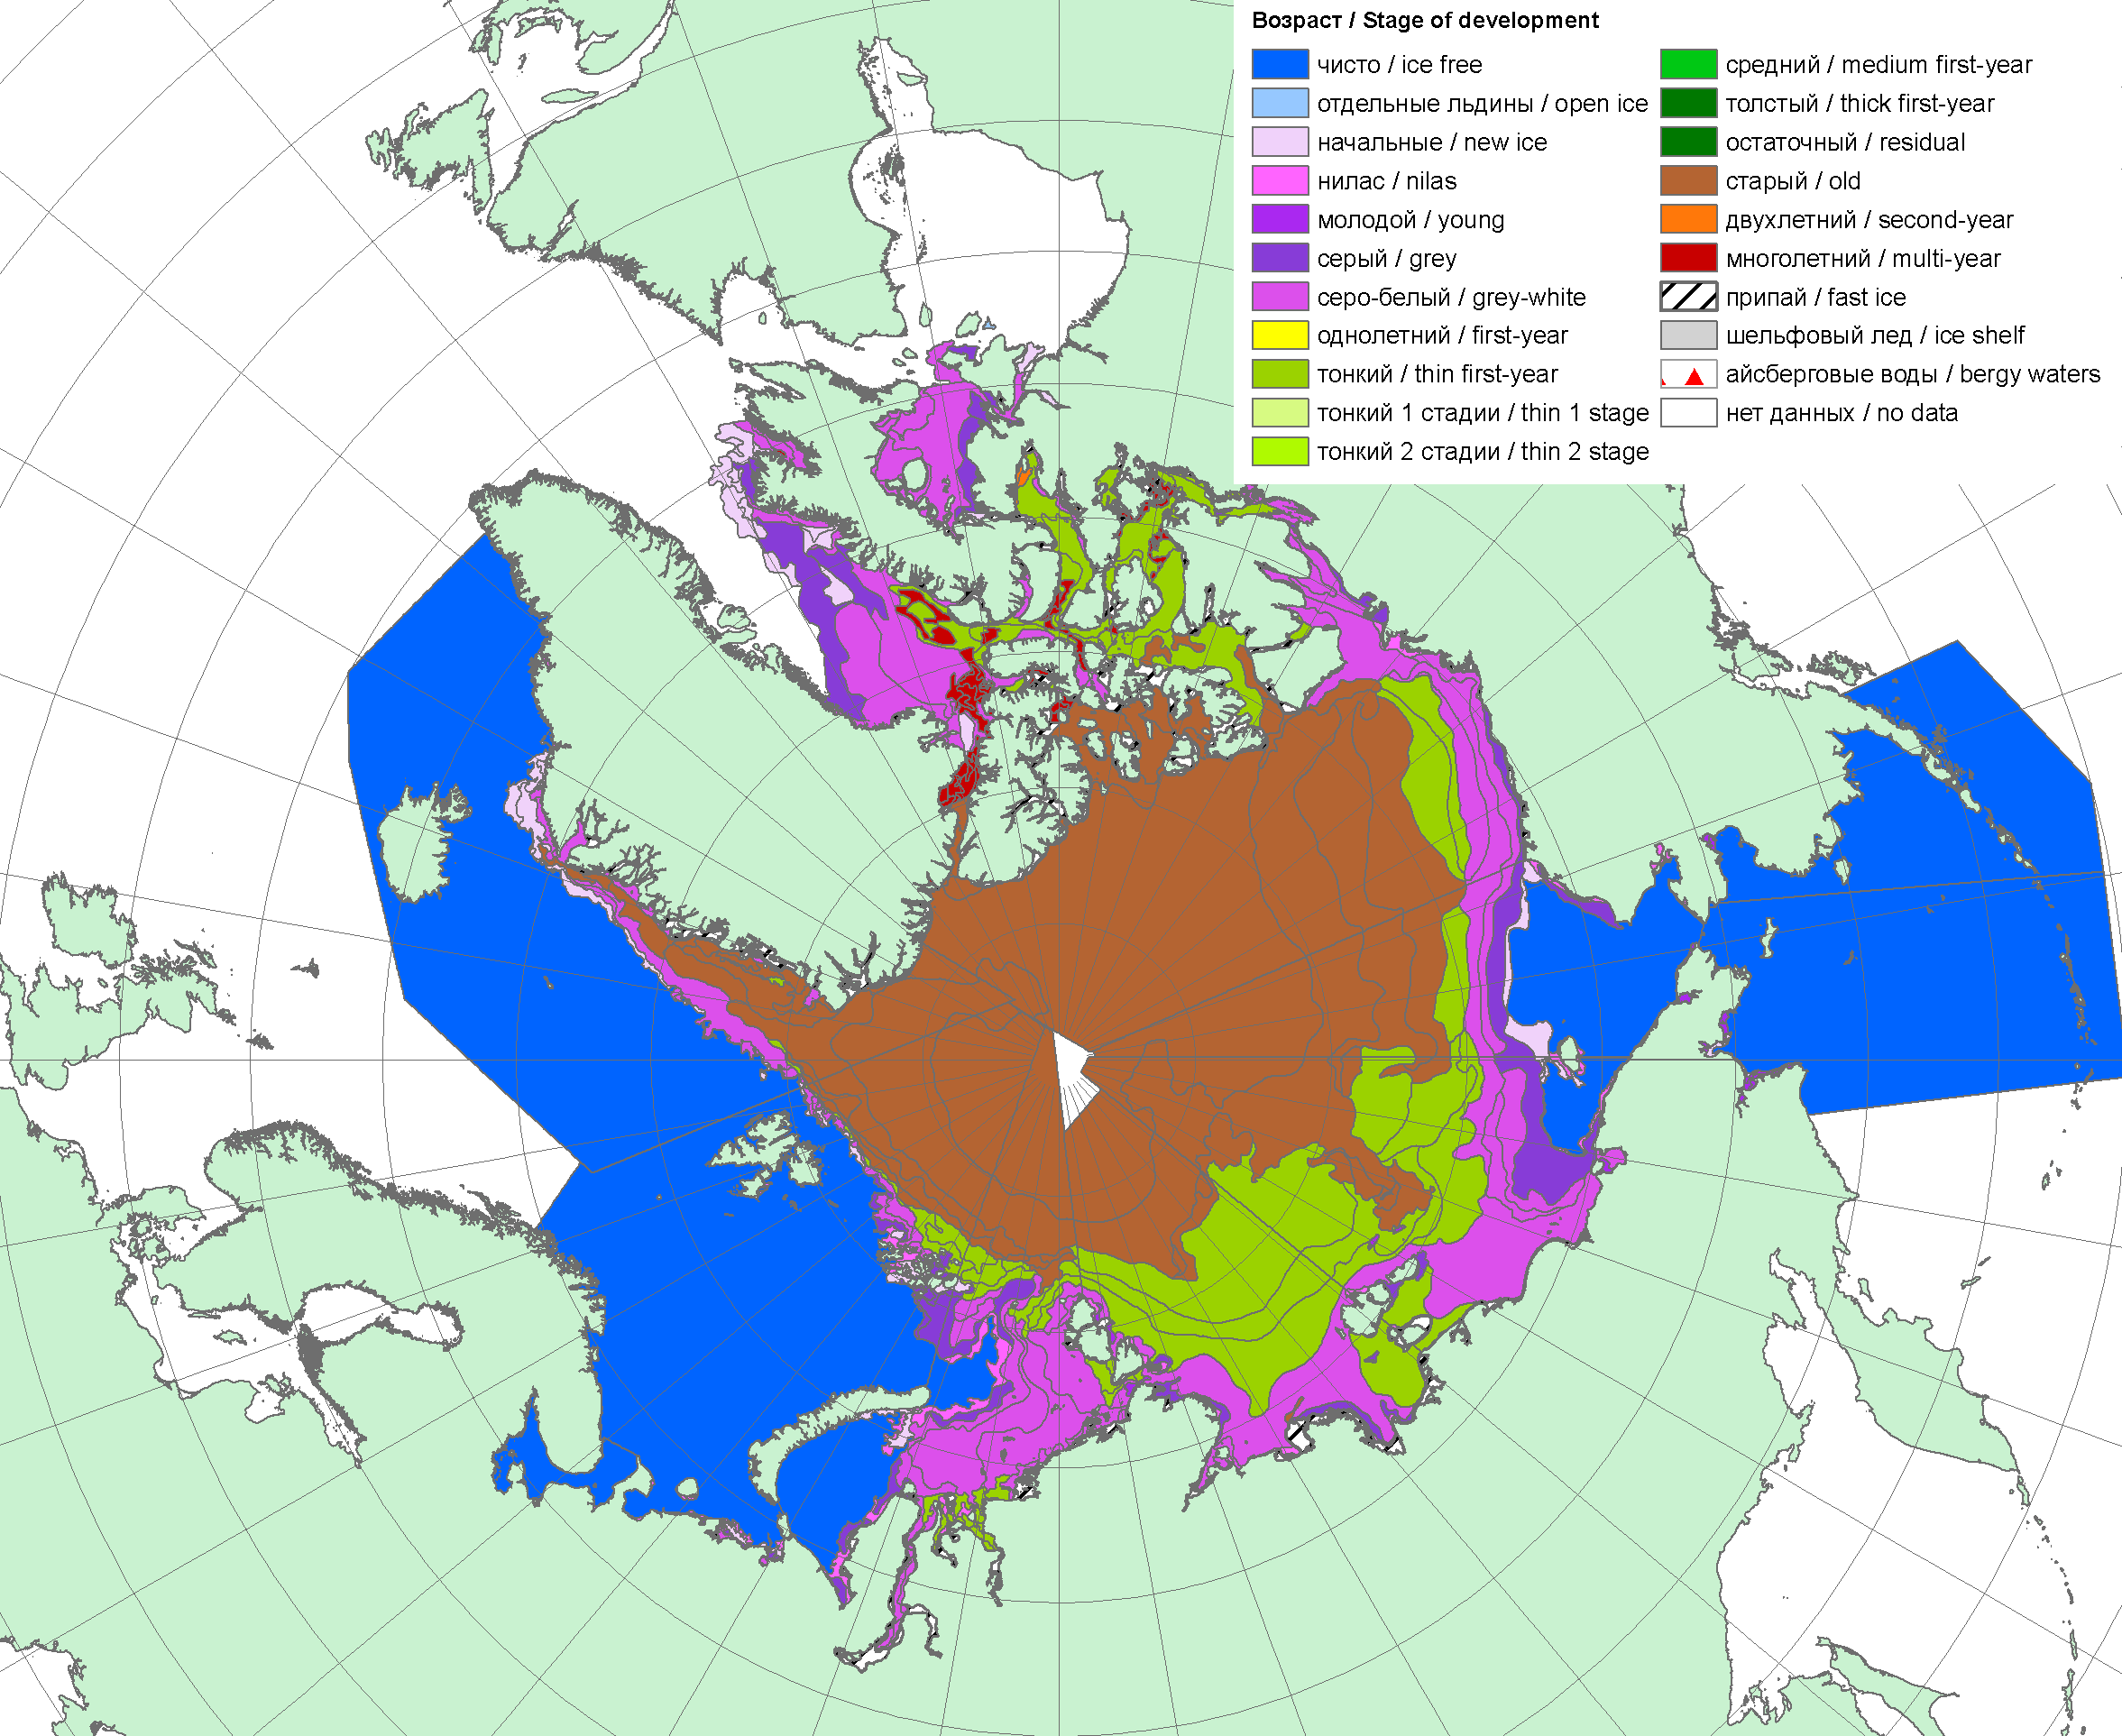 Возраст / Stage of development
чисто / ice free
отдельные льдины / open ice
начальные / new ice
нилас / nilas
молодой / young
серый / grey
серо-белый / grey-white
однолетний / first-year
тонкий / thin first-year
тонкий 1 стадии / thin 1 stage
тонкий 2 стадии / thin 2 stage
средний / medium first-year
толстый / thick first-year
остаточный / residual
старый / old
двухлетний / second-year
многолетний / multi-year
припай / fast ice
шельфовый лед / ice shelf
айсберговые воды / bergy waters
нет данных / no data